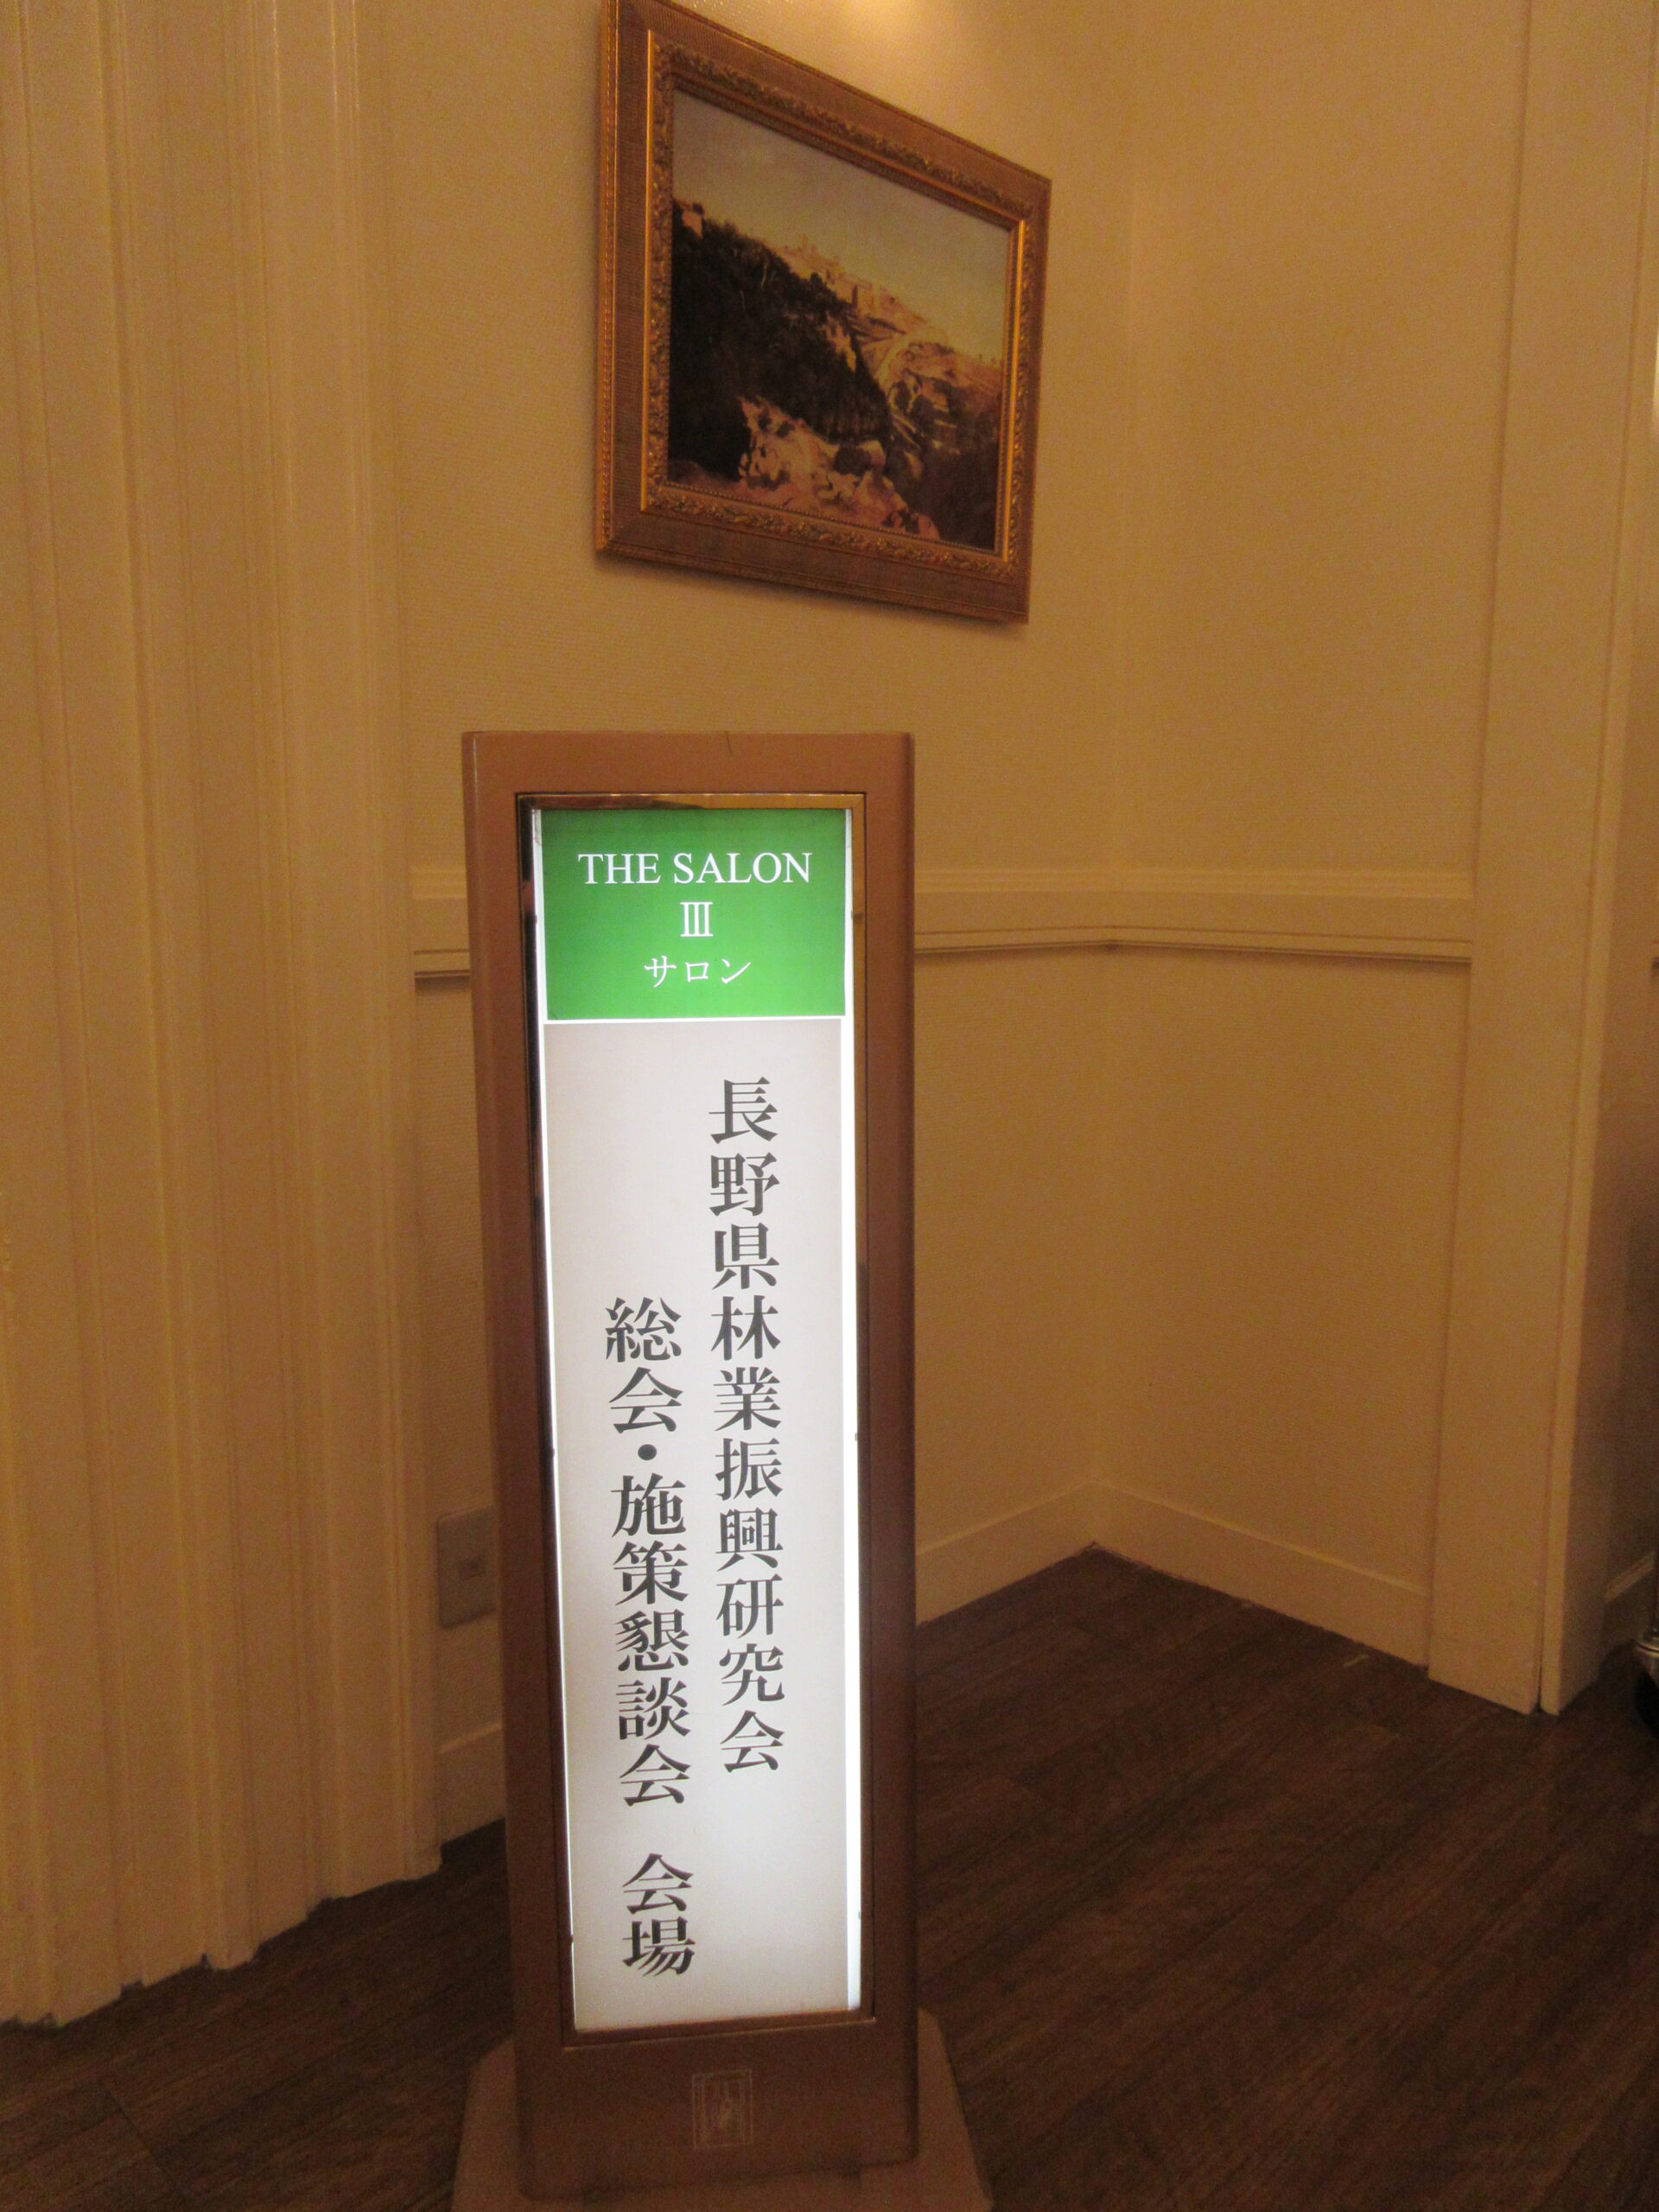 THE SALON
Ⅲ
サロン
長野県林業振興研究会
総会・施策懇談会 会場